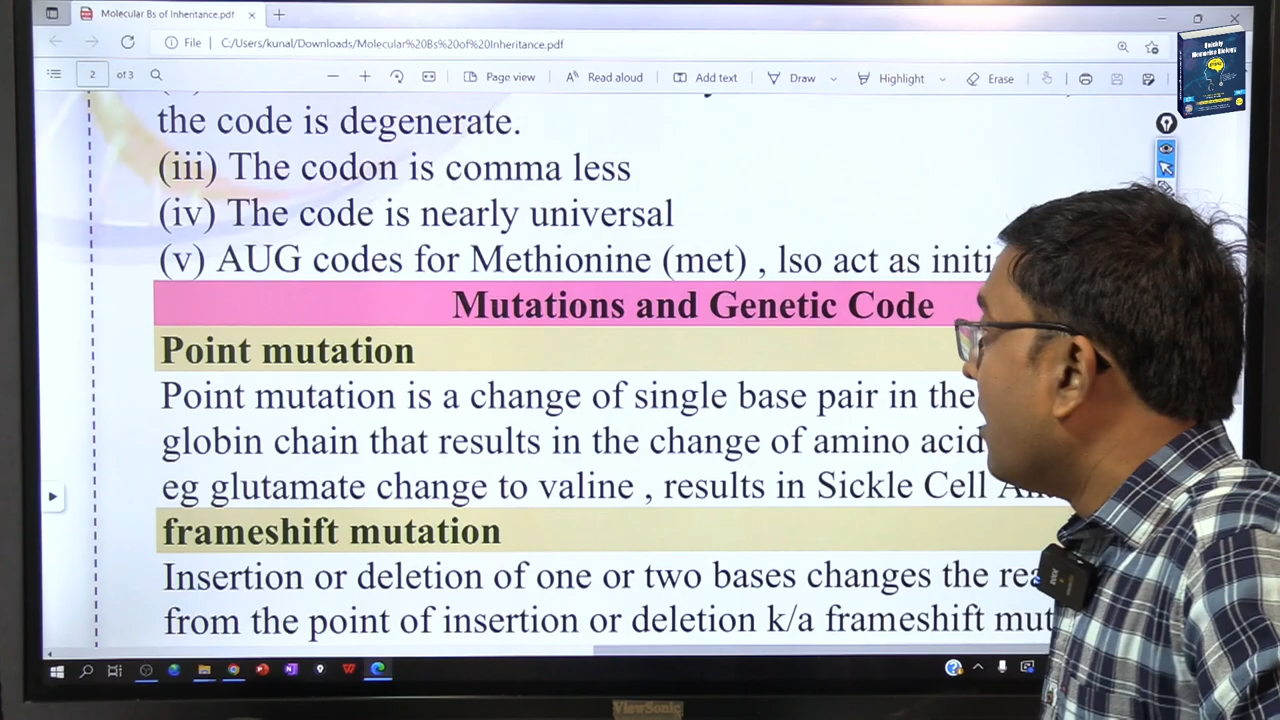 Molecular Bs of Inheritance.pdf
File C:/Users/kunal/Downloads/Molecular%20Bs%20of%20Inheritance.pdf
2 of 3 Page view Read aloud Add text Draw Highlight Erase
Quickly
Memorise Biology
the code is degenerate.
(iii) The codon is comma less
(iv) The code is nearly universal
(v) AUG codes for Methionine (met) , lso act as initi
Mutations and Genetic Code
Point mutation
Point mutation is a change of single base pair in the
globin chain that results in the change of amino acid
eg glutamate change to valine , results in Sickle Cell
frameshift mutation
Insertion or deletion of one or two bases changes the rea
from the point of insertion or deletion k/a frameshift mut
ViewSonic